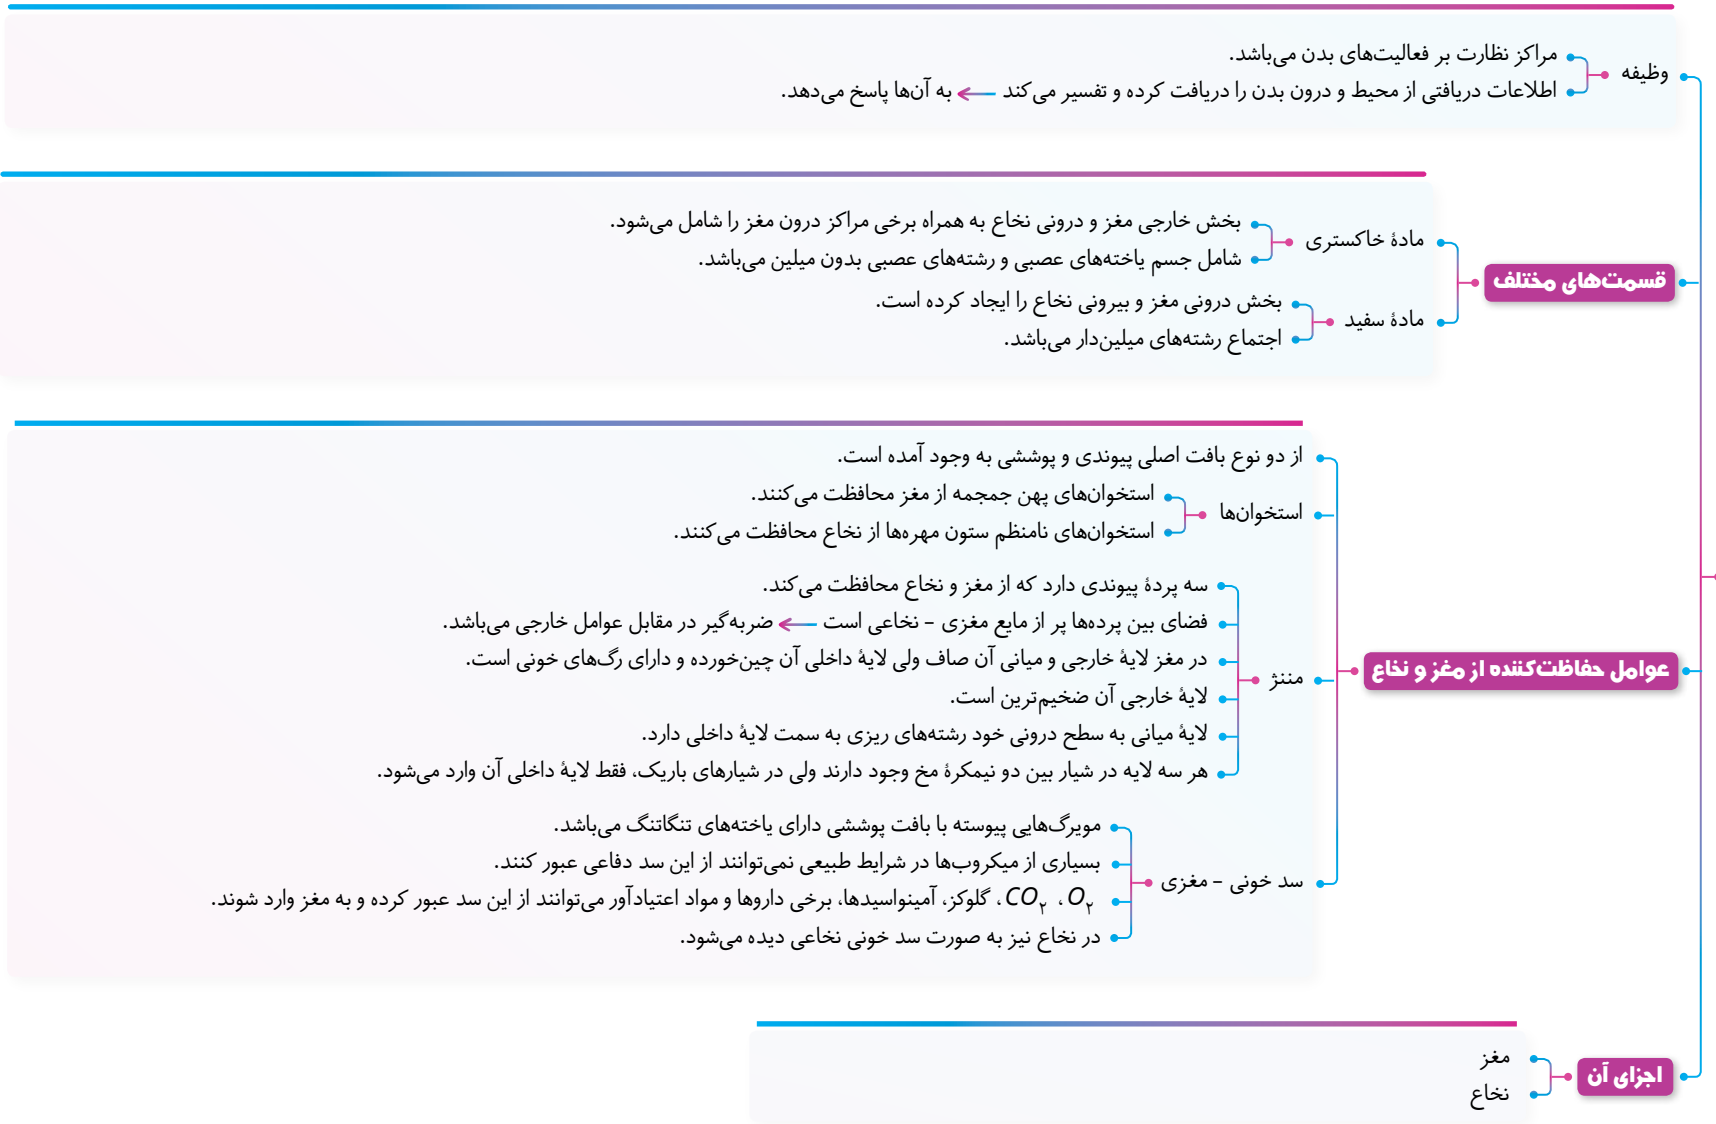 وظیفه
مراکز نظارت بر فعالیت‌های بدن می‌باشد.
اطلاعات دریافتی از محیط و درون بدن را دریافت کرده و تفسیر می‌کند ← به آن‌ها پاسخ می‌دهد.
قسمت‌های مختلف
مادۀ خاکستری
بخش خارجی مغز و درونی نخاع به همراه برخی مراکز درون مغز را شامل می‌شود.
شامل جسم یاخته‌های عصبی و رشته‌های عصبی بدون میلین می‌باشد.
مادۀ سفید
بخش درونی مغز و بیرونی نخاع را ایجاد کرده است.
اجتماع رشته‌های میلین‌دار می‌باشد.
عوامل حفاظت‌کننده از مغز و نخاع
از دو نوع بافت اصلی پیوندی و پوششی به وجود آمده است.
استخوان‌ها
استخوان‌های پهن جمجمه از مغز محافظت می‌کنند.
استخوان‌های نامنظم ستون مهره‌ها از نخاع محافظت می‌کنند.
مننژ
سه پردۀ پیوندی دارد که از مغز و نخاع محافظت می‌کند.
فضای بین پرده‌ها پر از مایع مغزی – نخاعی است ← ضربه‌گیر در مقابل عوامل خارجی می‌باشد.
در مغز لایۀ خارجی و میانی آن صاف ولی لایۀ داخلی آن چین‌خورده و دارای رگ‌های خونی است.
لایۀ خارجی آن ضخیم‌ترین است.
لایۀ میانی به سطح درونی خود رشته‌های ریزی به سمت لایۀ داخلی دارد.
هر سه لایه در شیار بین دو نیمکرۀ مخ وجود دارند ولی در شیارهای باریک، فقط لایۀ داخلی آن وارد می‌شود.
سد خونی – مغزی
مویرگ‌هایی پیوسته با بافت پوششی دارای یاخته‌های تنگاتنگ می‌باشد.
بسیاری از میکروب‌ها در شرایط طبیعی نمی‌توانند از این سد دفاعی عبور کنند.
O۲، CO۲، گلوکز، آمینواسیدها، برخی داروها و مواد اعتیادآور می‌توانند از این سد عبور کرده و به مغز وارد شوند.
در نخاع نیز به صورت سد خونی نخاعی دیده می‌شود.
اجزای آن
مغز
نخاع